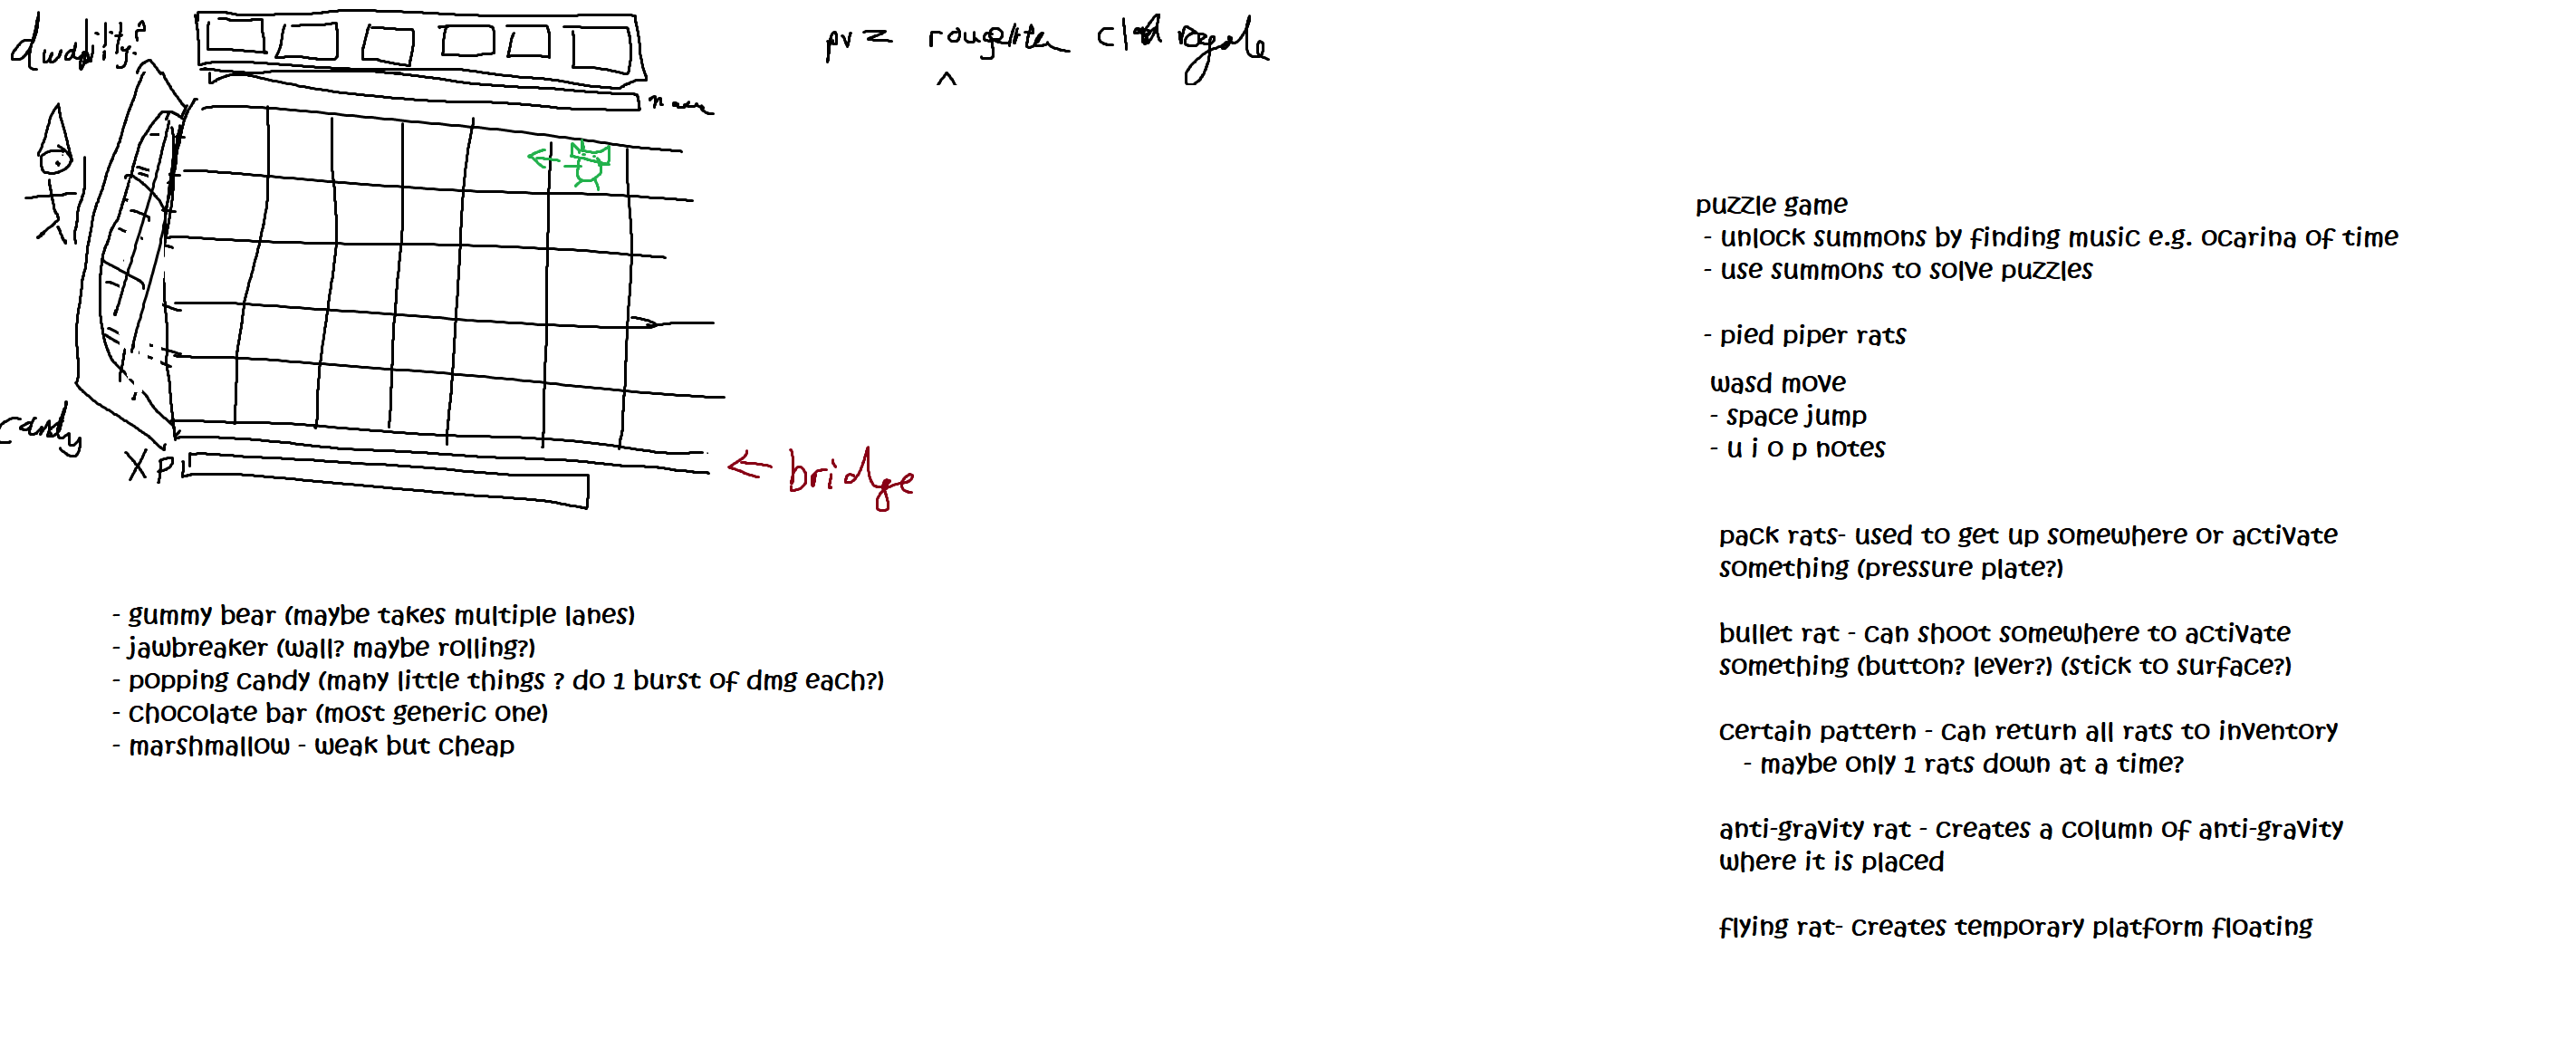 pvz rougelite clash royale
^
XP
candy
← bridge
- gummy bear (maybe takes multiple lanes)
- jawbreaker (wall? maybe rolling?)
- popping candy (many little things ? do 1 burst of dmg each?)
- chocolate bar (most generic one)
- marshmallow - weak but cheap
puzzle game
- unlock summons by finding music e.g. ocarina of time
- use summons to solve puzzles
- pied piper rats
wasd move
- space jump
- u i o p notes
pack rats- used to get up somewhere or activate
something (pressure plate?)
bullet rat - can shoot somewhere to activate
something (button? lever?) (stick to surface?)
certain pattern - can return all rats to inventory
- maybe only 1 rats down at a time?
anti-gravity rat - creates a column of anti-gravity
where it is placed
flying rat- creates temporary platform floating